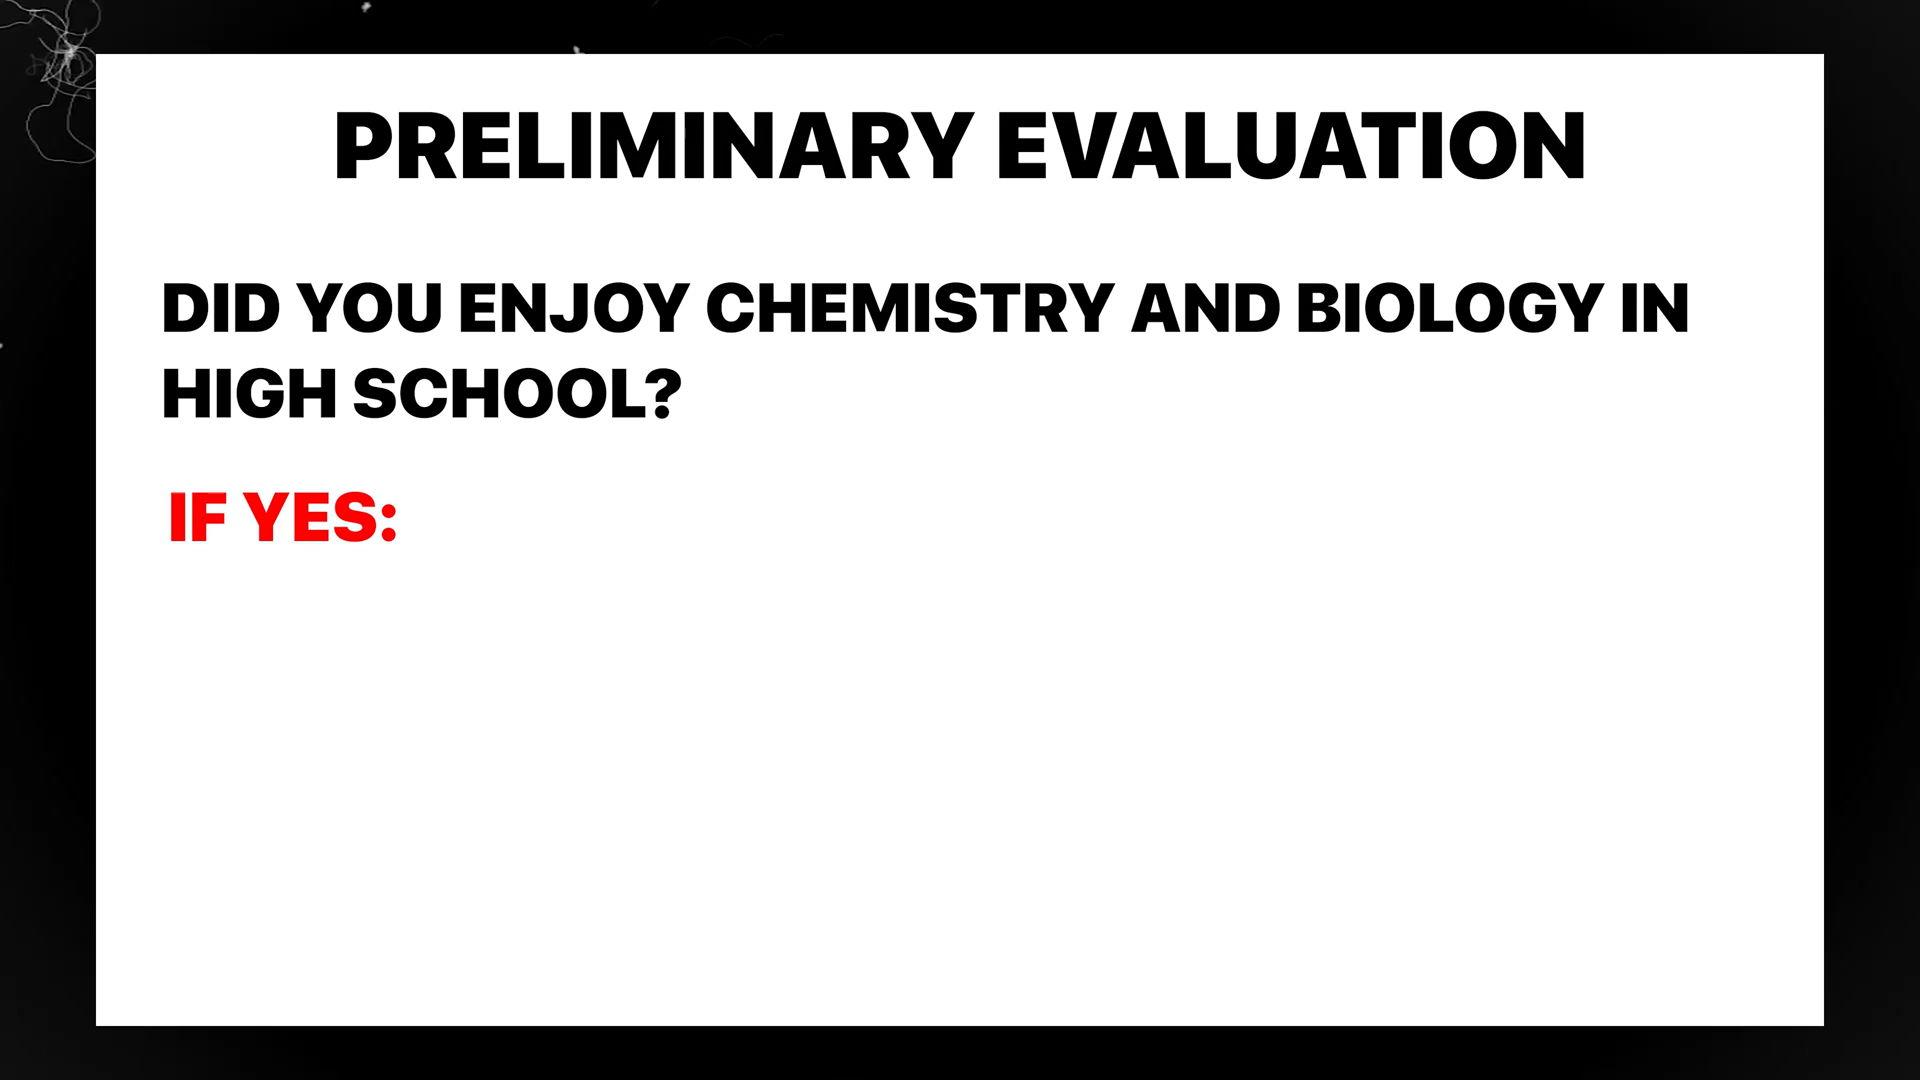 PRELIMINARY EVALUATION
DID YOU ENJOY CHEMISTRY AND BIOLOGY IN
HIGH SCHOOL?
IF YES: